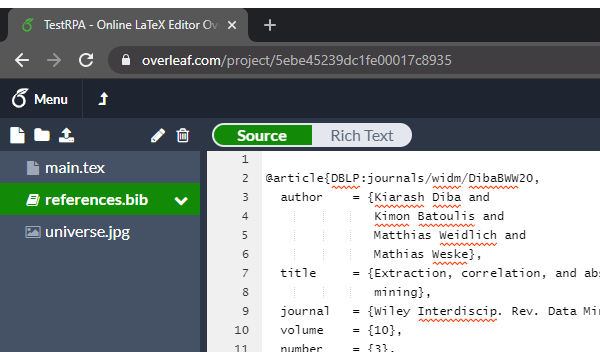 TestRPA - Online LaTeX Editor Ov
overleaf.com/project/5ebe45239dc1fe00017c8935
Menu
Source Rich Text
main.tex
references.bib
universe.jpg
1
2 @article{DBLP:journals/widm/DibaBWW20,
3 author = {Kiarash Diba and
4 Kimon Batoulis and
5 Matthias Weidlich and
6 Mathias Weske},
7 title = {Extraction, correlation, and abs
8 mining},
9 journal = {Wiley Interdiscip. Rev. Data Min
10 volume = {10},
11 number = {3},